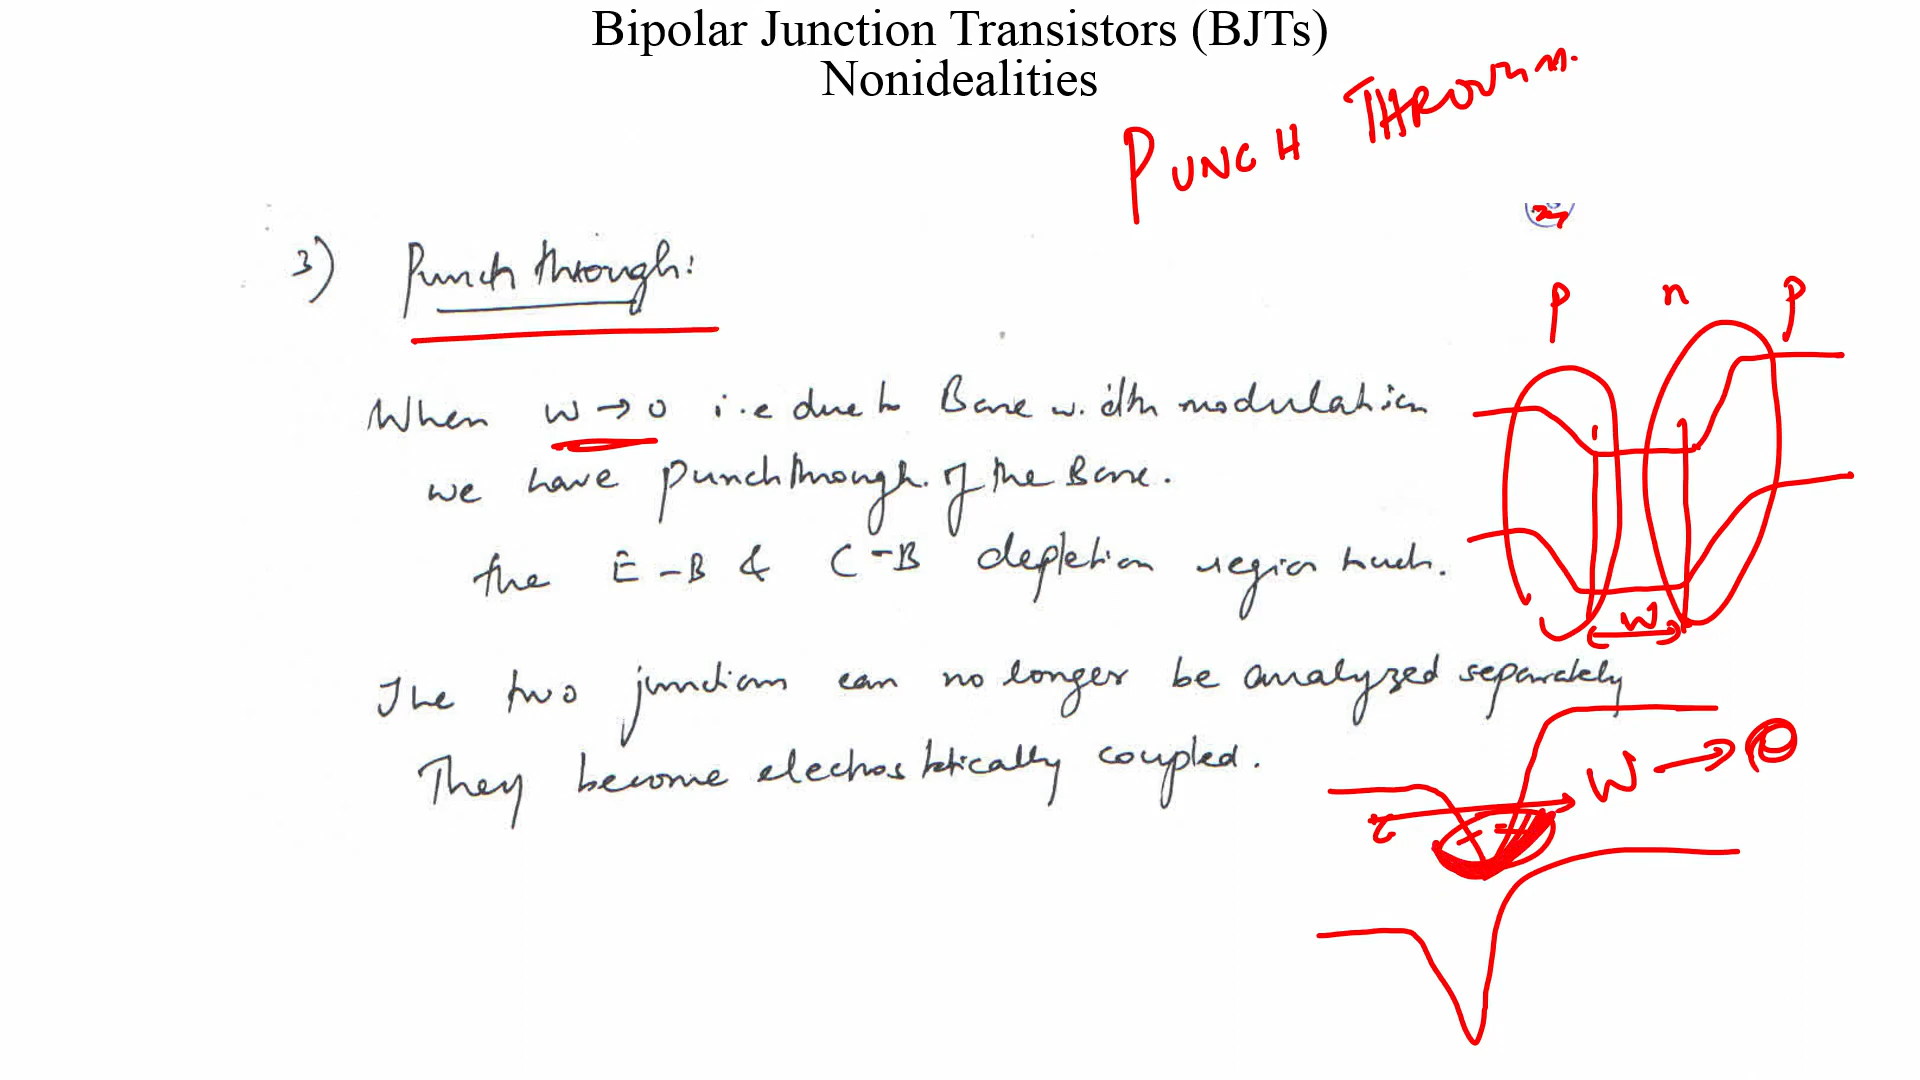 Bipolar Junction Transistors (BJTs)
Nonidealities
PUNCH THROUGH.
3) Punch through:
p n p
When W → 0 i.e due to Base width modulation
we have punchthrough of the Base.
the E-B & C-B depletion region touch.
W
The two junctions can no longer be analyzed separately
They become electrostatically coupled.
W → 0